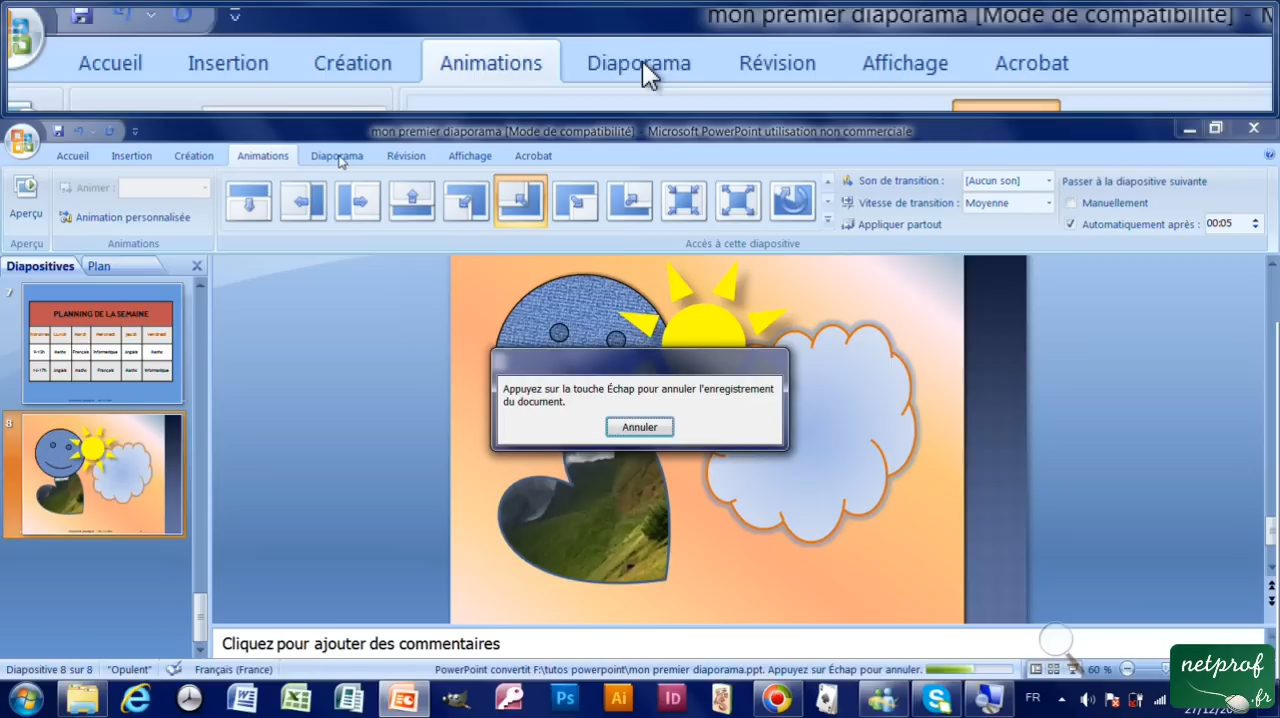 mon premier diaporama [Mode de compatibilité] -
Accueil Insertion Création Animations Diaporama Révision Affichage Acrobat
mon premier diaporama [Mode de compatibilité] - Microsoft PowerPoint utilisation non commerciale
Accueil Insertion Création Animations Diaporama Révision Affichage Acrobat
Animer :
Son de transition : [Aucun son]
Passer à la diapositive suivante
Aperçu
Animation personnalisée
Vitesse de transition : Moyenne
Manuellement
Appliquer partout
Automatiquement après : 00:05
Aperçu Animations Accès à cette diapositive
Diapositives Plan
7
PLANNING DE LA SEMAINE
8
Appuyez sur la touche Échap pour annuler l'enregistrement
du document.
Annuler
Cliquez pour ajouter des commentaires
Diapositive 8 sur 8 "Opulent" Français (France) PowerPoint convertit F:\tutos powerpoint\mon premier diaporama.ppt. Appuyez sur Échap pour annuler. 60 %
netprof
.fr
Ps Ai Id FR